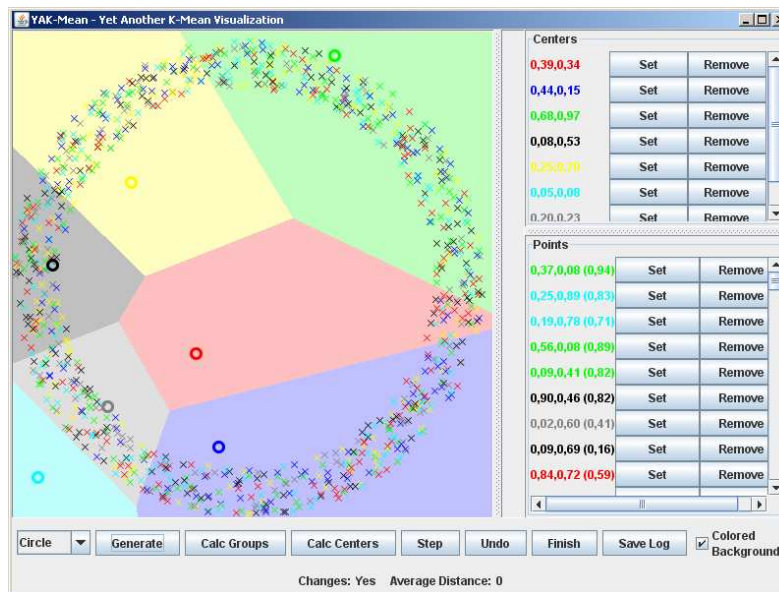 YAK-Mean - Yet Another K-Mean Visualization
Centers
0,39,0,34 Set Remove
0,44,0,15 Set Remove
0,68,0,97 Set Remove
0,08,0,53 Set Remove
0,25,0,70 Set Remove
0,05,0,08 Set Remove
0,20,0,23 Set Remove
Points
0,37,0,08 (0,94) Set Remove
0,25,0,89 (0,83) Set Remove
0,19,0,78 (0,71) Set Remove
0,56,0,08 (0,89) Set Remove
0,09,0,41 (0,82) Set Remove
0,90,0,46 (0,82) Set Remove
0,02,0,60 (0,41) Set Remove
0,09,0,69 (0,16) Set Remove
0,84,0,72 (0,59) Set Remove
Circle Generate Calc Groups Calc Centers Step Undo Finish Save Log Colored Background
Changes: Yes Average Distance: 0